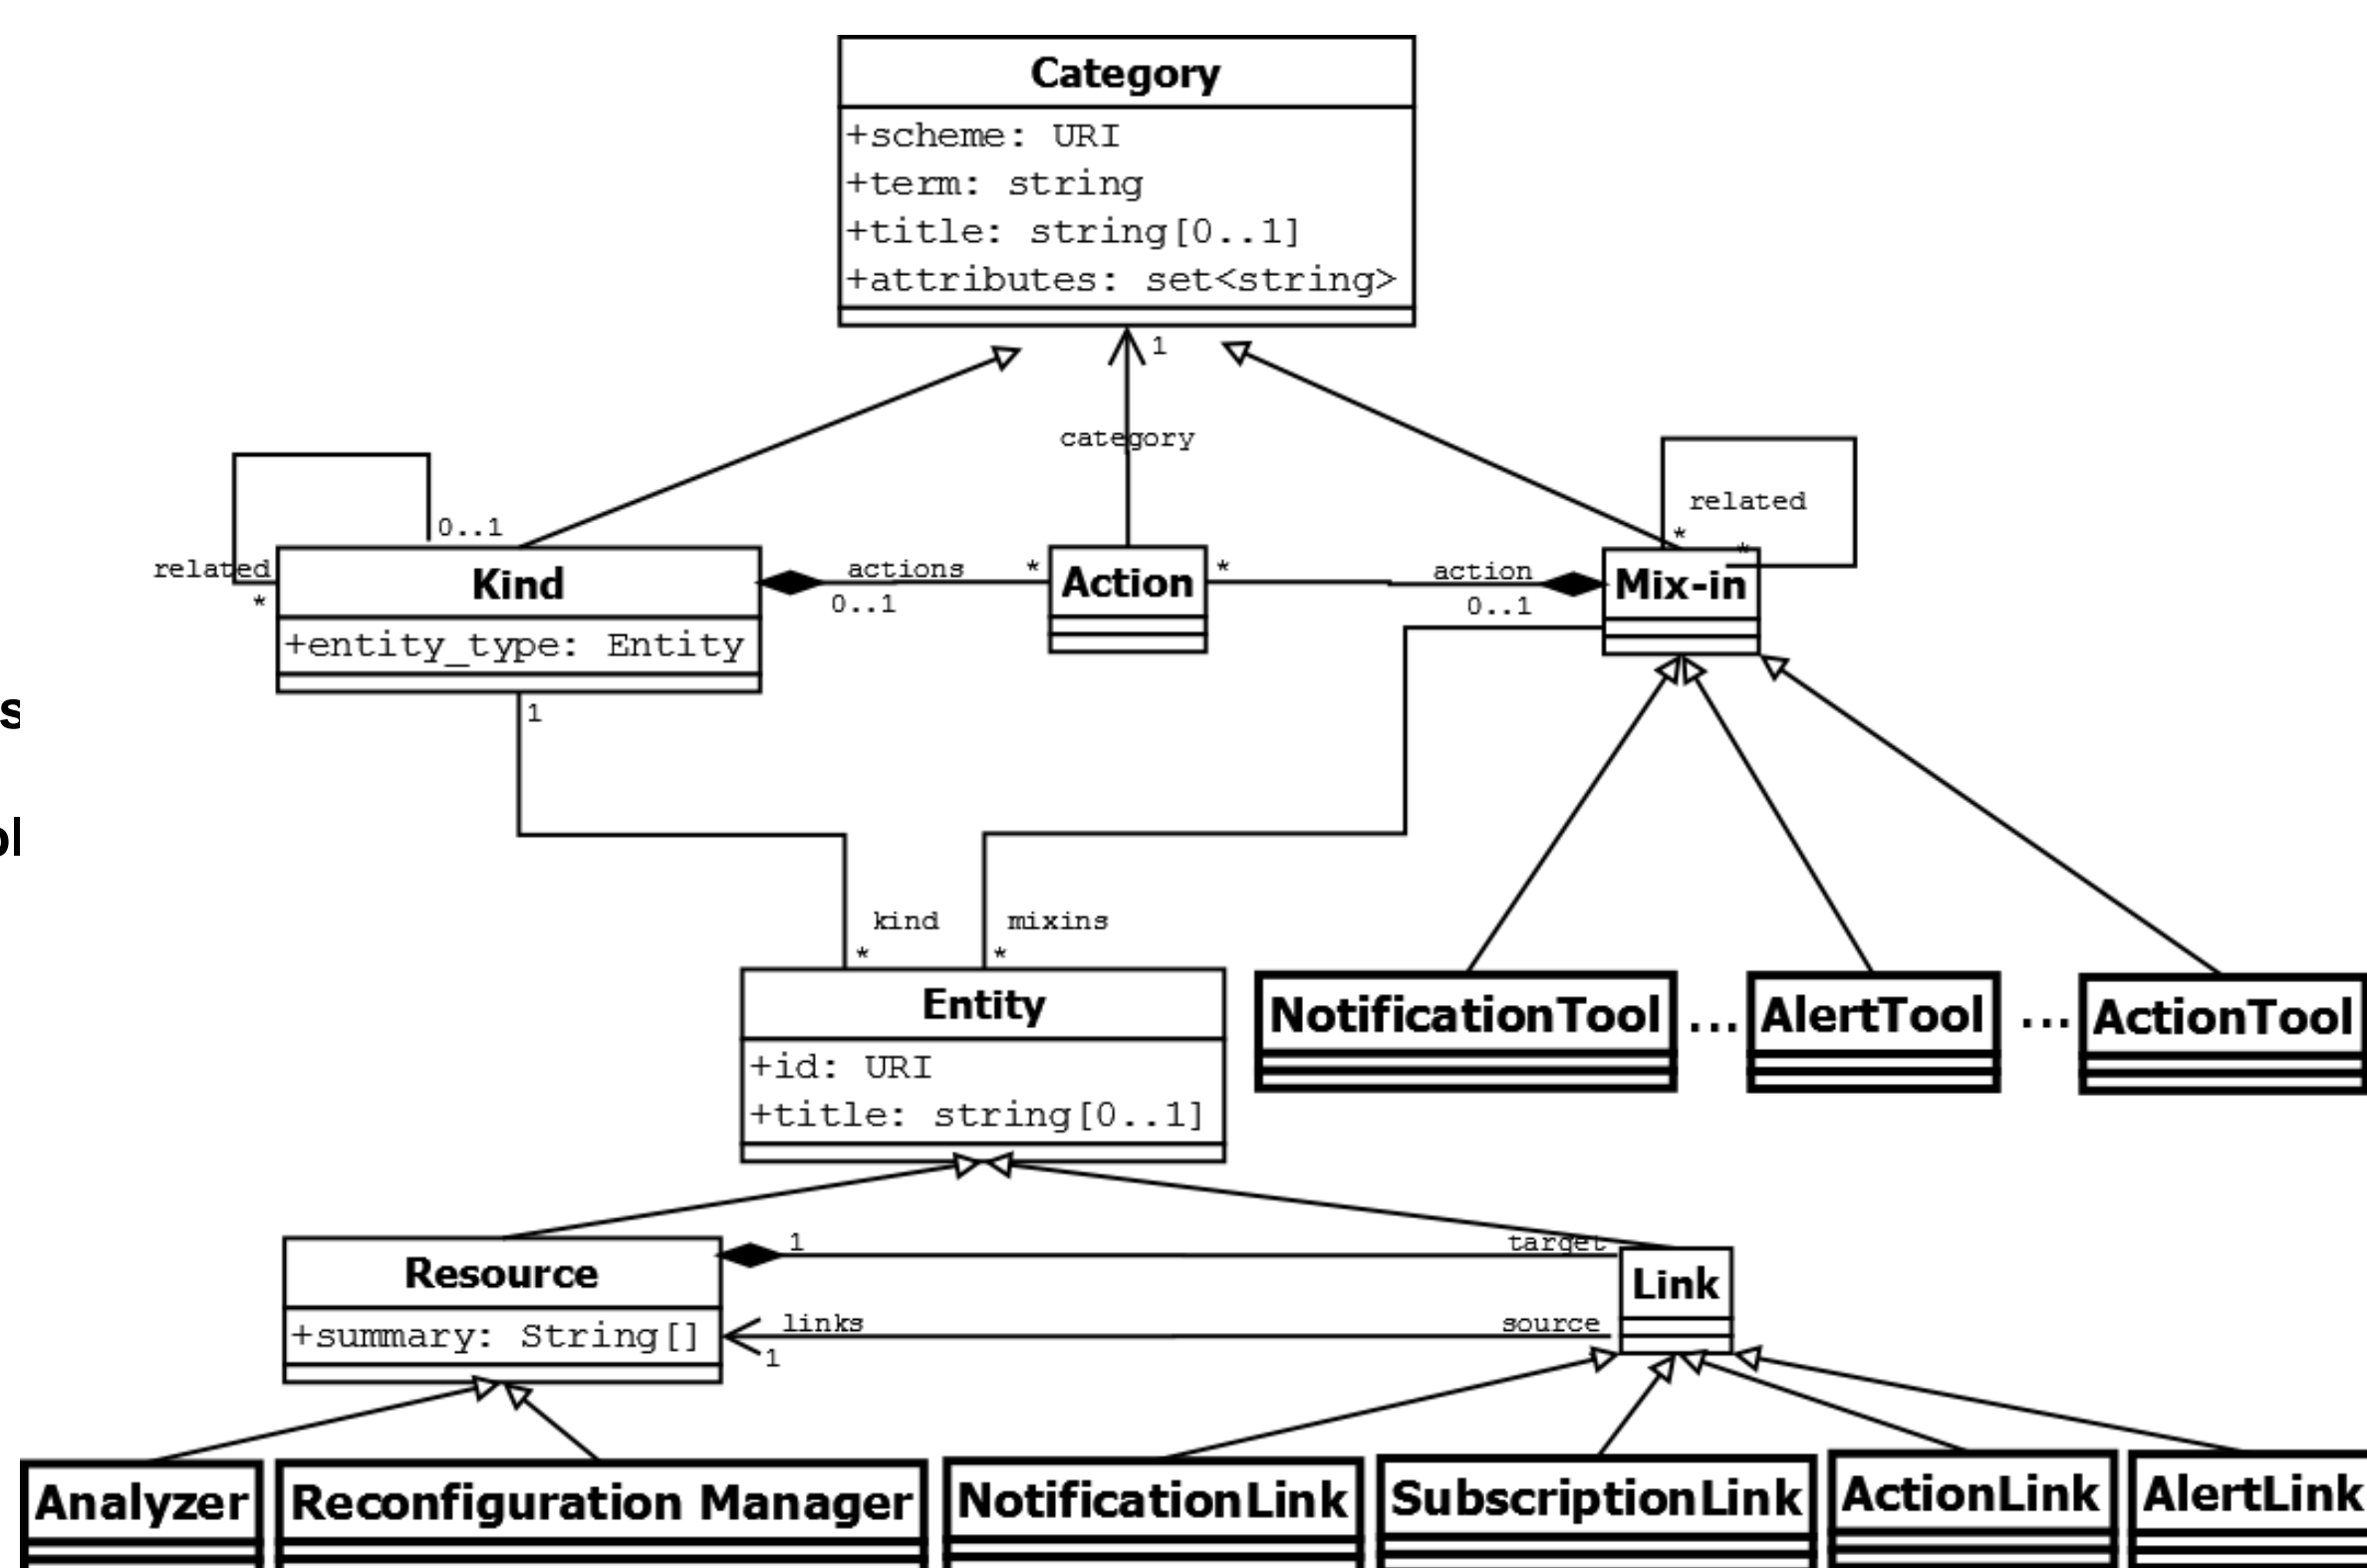 Category
+scheme: URI
+term: string
+title: string[0..1]
+attributes: set<string>
1
category
related
*
0..1
related
*
0..1
*
*
Kind
+entity_type: Entity
actions
0..1
*
Action
*
action
0..1
Mix-in
s
1
ol
kind
*
mixins
*
Entity
+id: URI
+title: string[0..1]
NotificationTool
...
AlertTool
...
ActionTool
1
target
Resource
+summary: String[]
links
1
source
Link
Analyzer
Reconfiguration Manager
NotificationLink
SubscriptionLink
ActionLink
AlertLink